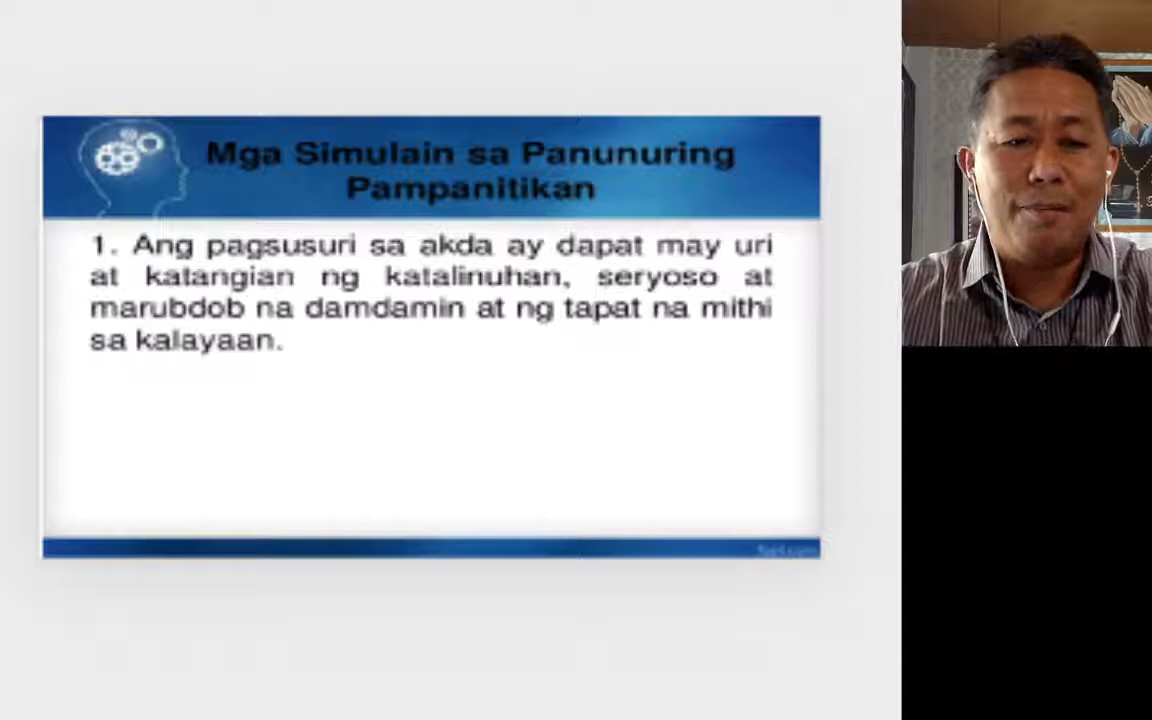 Mga Simulain sa Panunuring
Pampanitikan
1. Ang pagsusuri sa akda ay dapat may uri
at katangian ng katalinuhan, seryoso at
marubdob na damdamin at ng tapat na mithi
sa kalayaan.